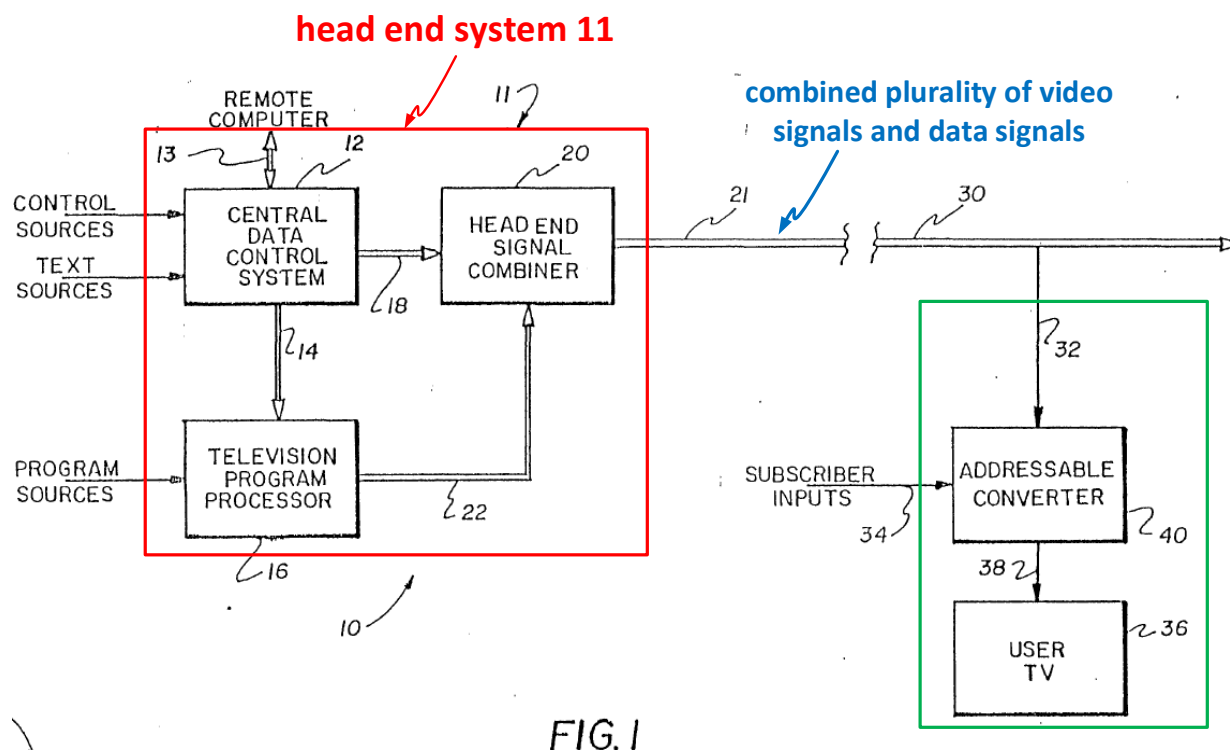 head end system 11
combined plurality of video
signals and data signals
REMOTE
COMPUTER
11
13
12
20
21
30
CONTROL
SOURCES
CENTRAL
DATA
CONTROL
SYSTEM
HEAD END
SIGNAL
COMBINER
TEXT
SOURCES
18
14
32
PROGRAM
SOURCES
TELEVISION
PROGRAM
PROCESSOR
22
SUBSCRIBER
INPUTS
34
ADDRESSABLE
CONVERTER
40
16
38
10
USER
TV
36
FIG. 1